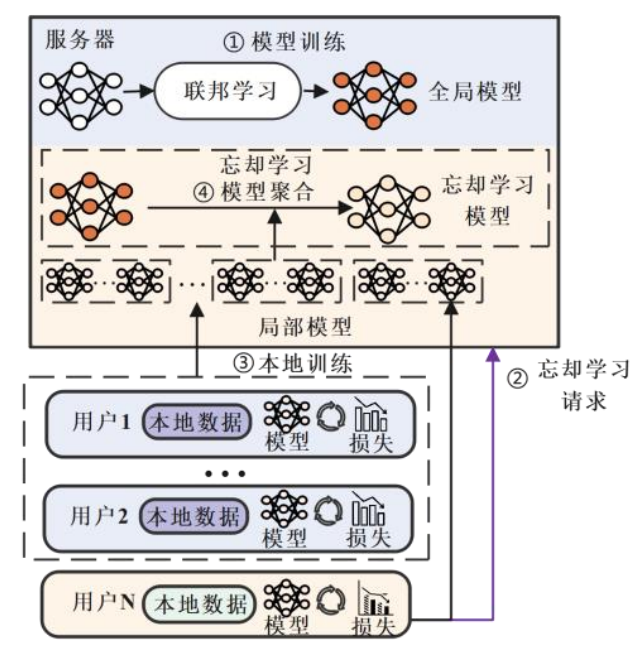 服务器
①模型训练
联邦学习
全局模型
忘却学习
④模型聚合
忘却学习
模型
···
···
···
···
局部模型
③本地训练
②忘却学习
请求
用户1
本地数据
模型
损失
···
用户2
本地数据
模型
损失
用户N
本地数据
模型
损失